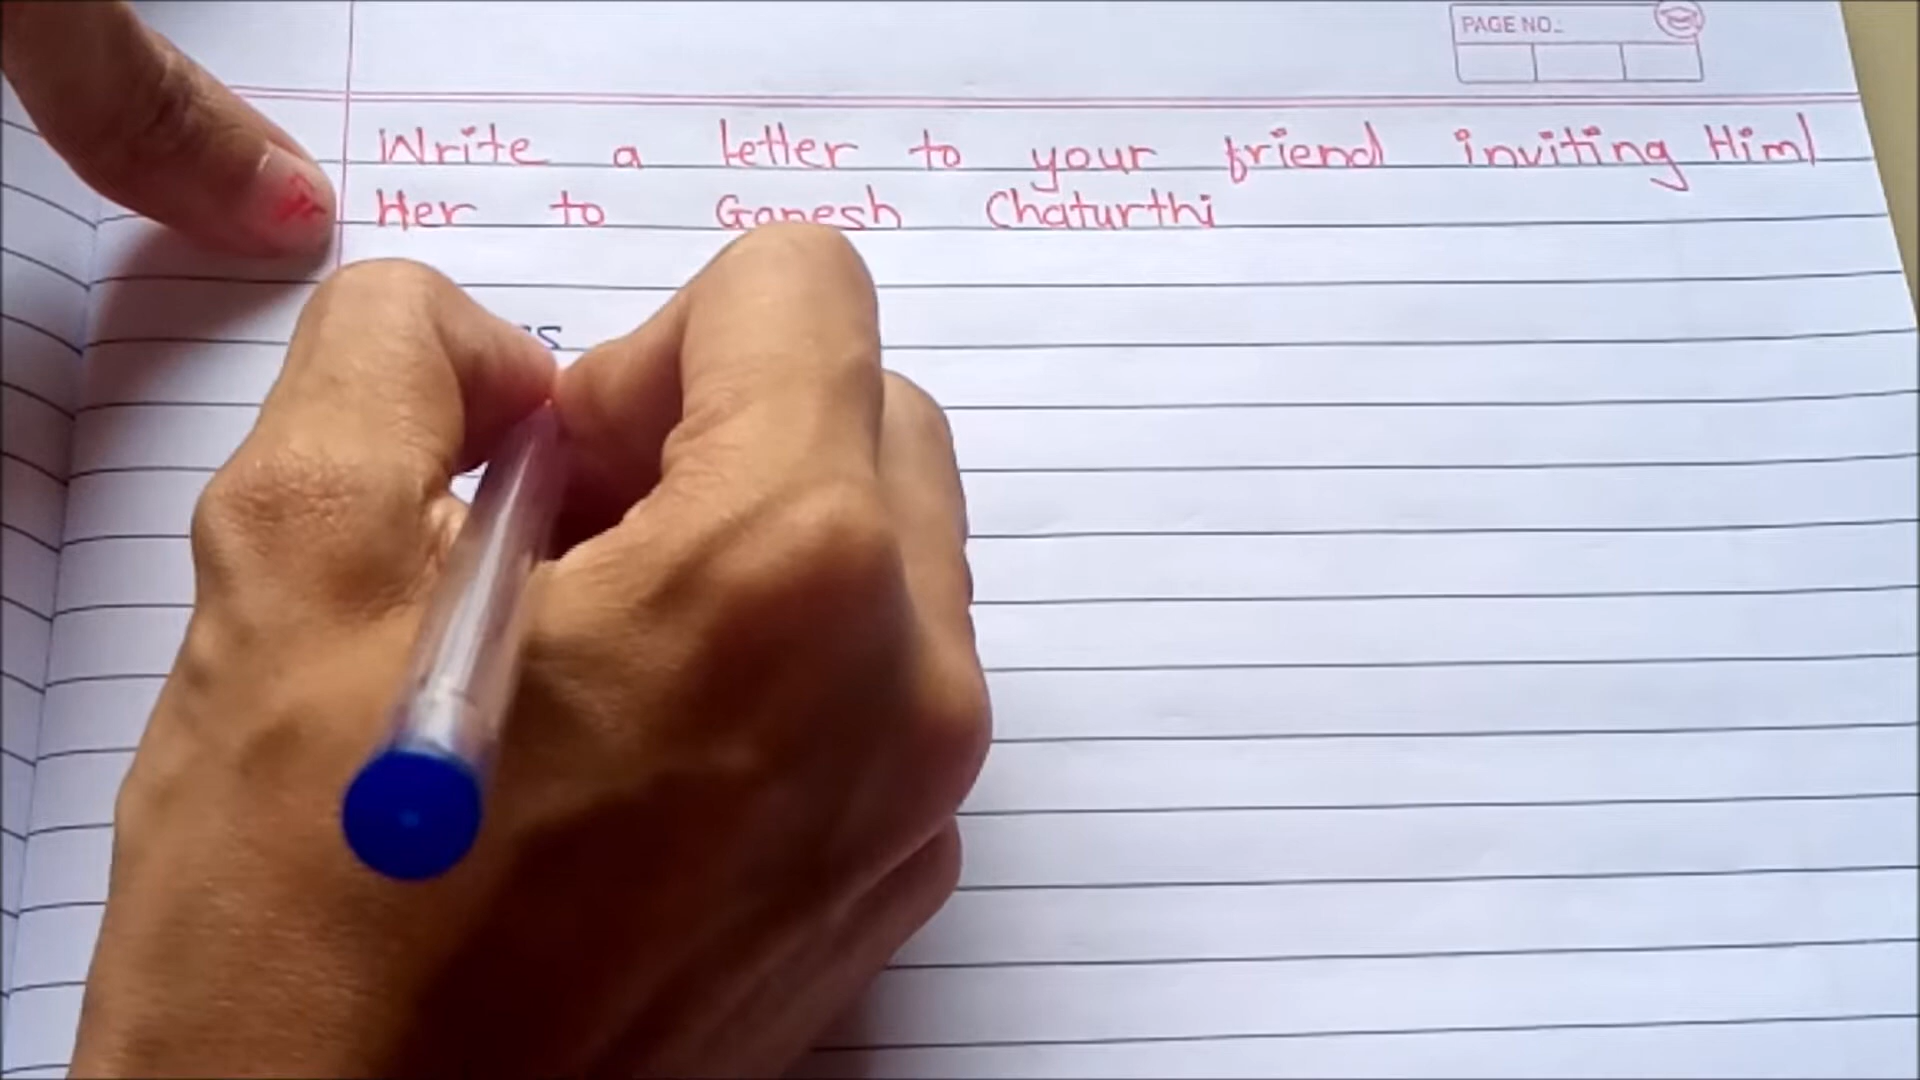 PAGE NO.:
Write a letter to your friend inviting Him/
Her to Ganesh Chaturthi